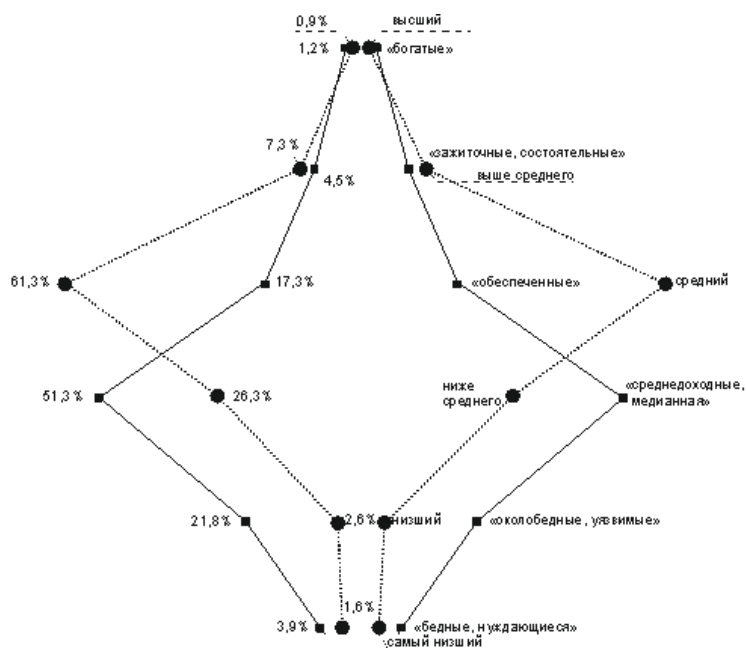 0,9% высший
1,2% «богатые»
7,3% «зажиточные, состоятельные»
4,5% выше среднего
61,3% 17,3% «обеспеченные» средний
51,3% 26,3% ниже
среднего, «среднедоходные,
медианная»
21,8% 2,6% низший «околобедные, уязвимые»
1,6%
3,9% «бедные, нуждающиеся»
самый низший